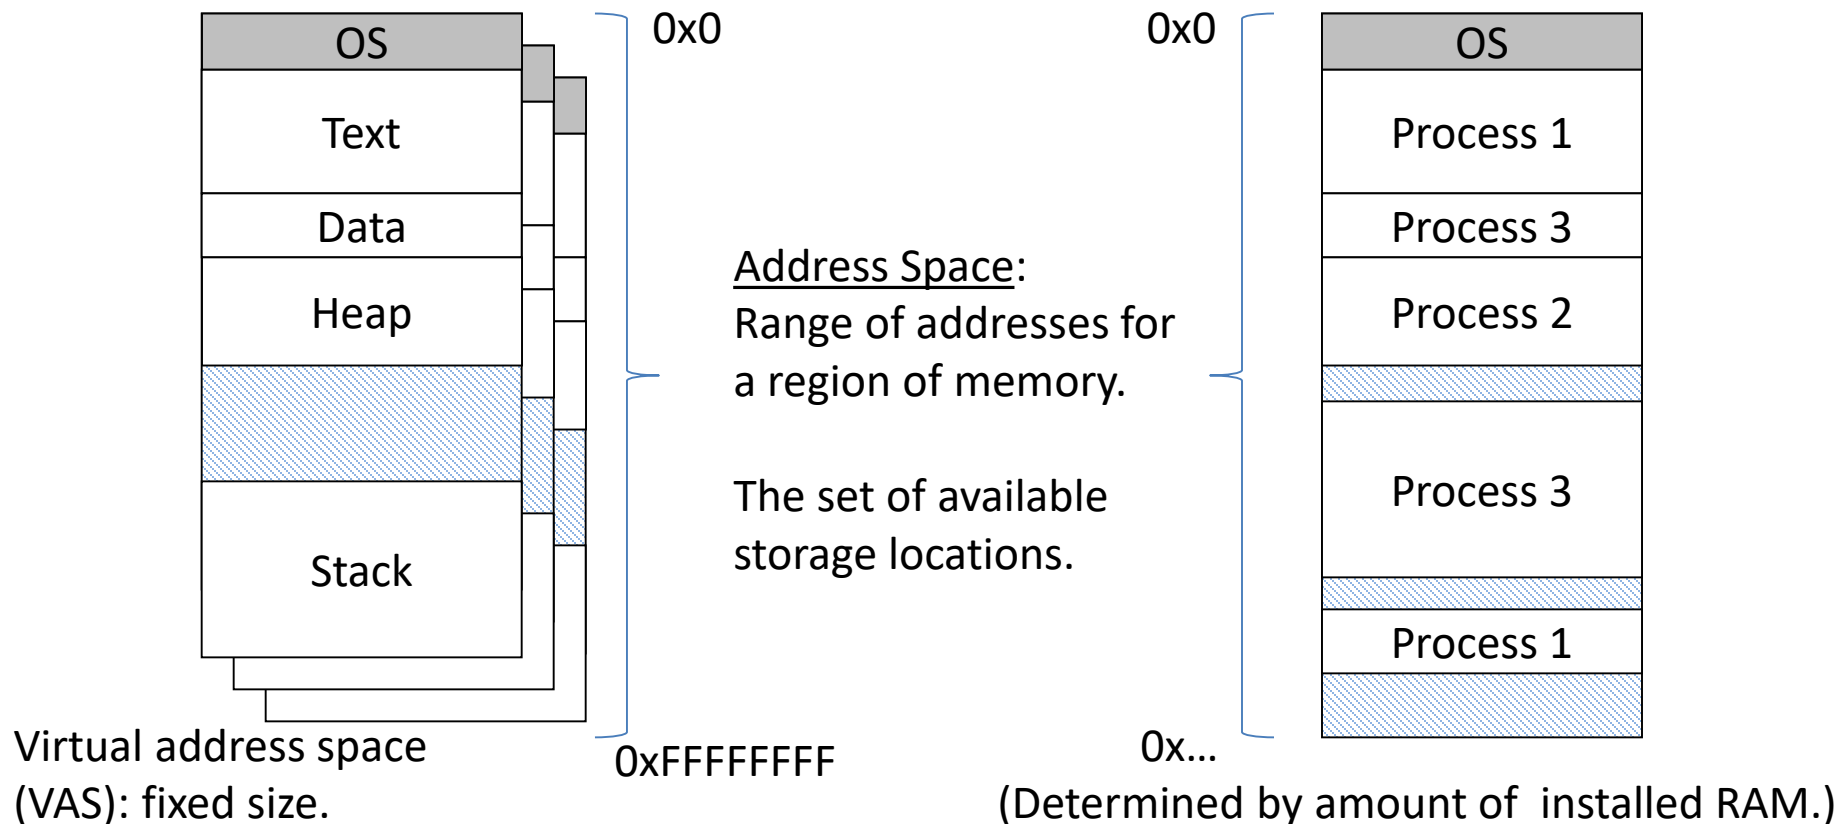 OS
Text
Data
Heap
Stack
Virtual address space
(VAS): fixed size.
0x0
0xFFFFFFFF
Address Space:
Range of addresses for
a region of memory.
The set of available
storage locations.
0x0
0x...
OS
Process 1
Process 3
Process 2
Process 3
Process 1
(Determined by amount of installed RAM.)